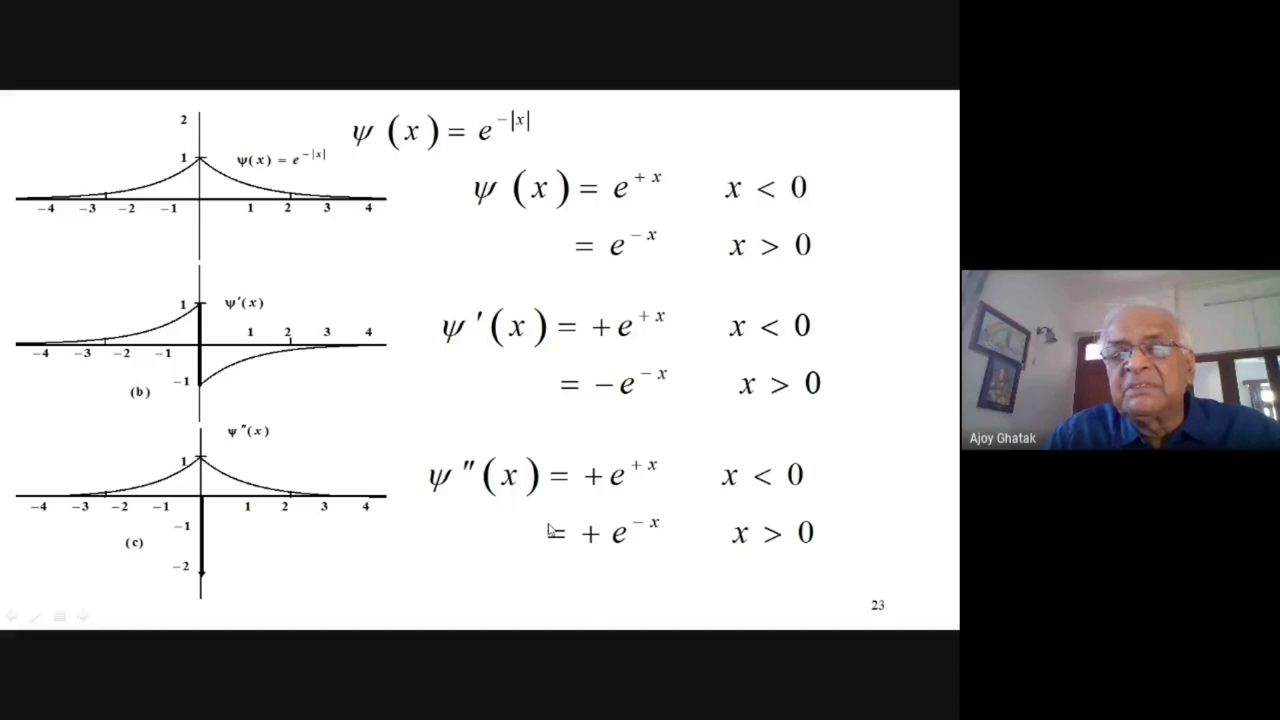 ψ (x) = e^{-|x|}
ψ (x) = e^{+x} x < 0
= e^{-x} x > 0
ψ ′(x) = +e^{+x} x < 0
= −e^{-x} x > 0
ψ ″(x) = +e^{+x} x < 0
= +e^{-x} x > 0
2
1
ψ(x) = e^{-|x|}
−4 −3 −2 −1 1 2 3 4
ψ′(x)
1
1 2 3 4
−4 −3 −2 −1
−1
(b)
ψ″(x)
1
−4 −3 −2 −1 1 2 3 4
−1
(c)
−2
23
Ajoy Ghatak